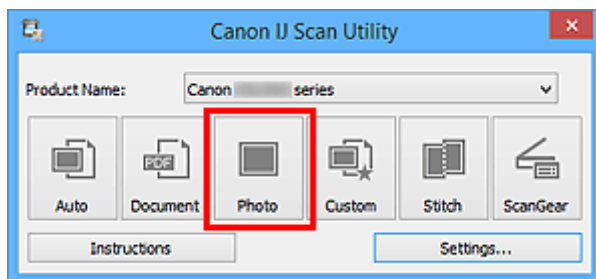 Canon IJ Scan Utility
Product Name: Canon series
PDF
Auto Document Photo Custom Stitch ScanGear
Instructions Settings...